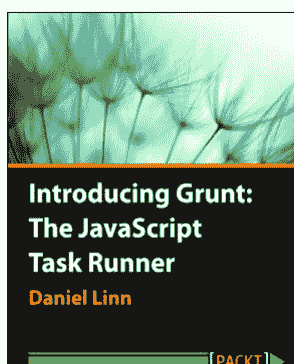 Introducing Grunt:
The JavaScript
Task Runner
Daniel Linn
[PACKT]